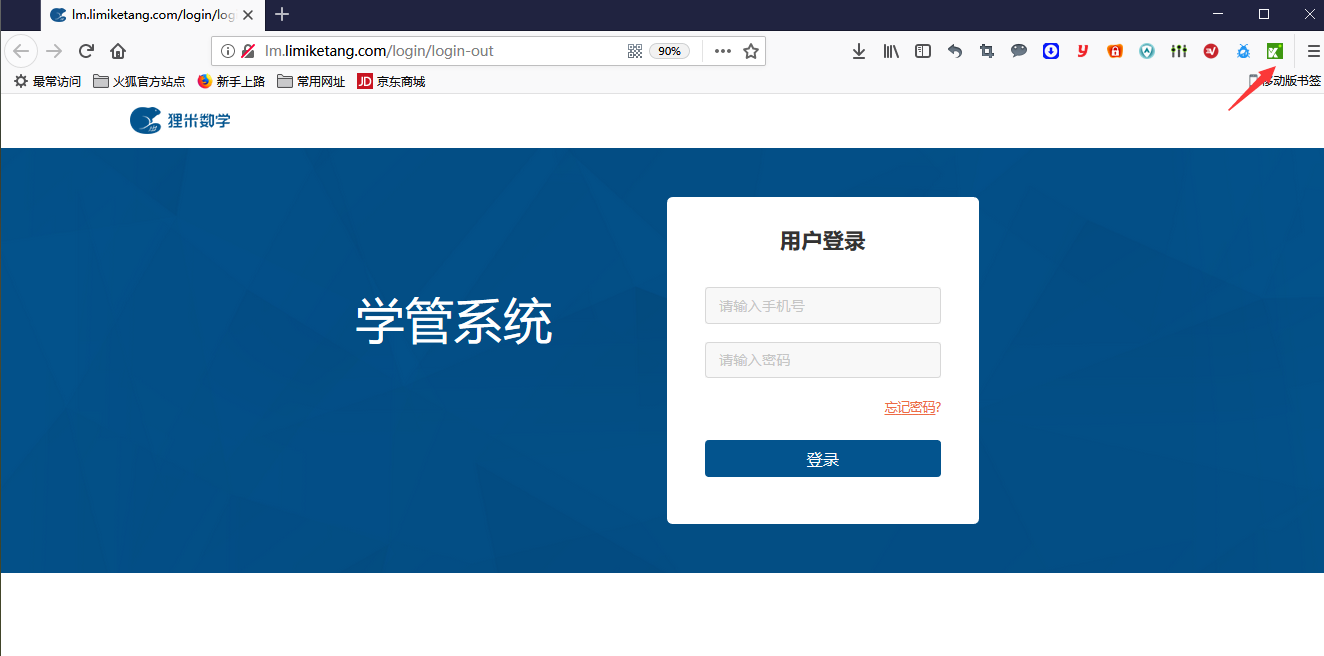 lm.limiketang.com/login/log
lm.limiketang.com/login/login-out
90%
最常访问 火狐官方站点 新手上路 常用网址 JD 京东商城 移动版书签
狸米数学
学管系统
用户登录
请输入手机号
请输入密码
忘记密码?
登录